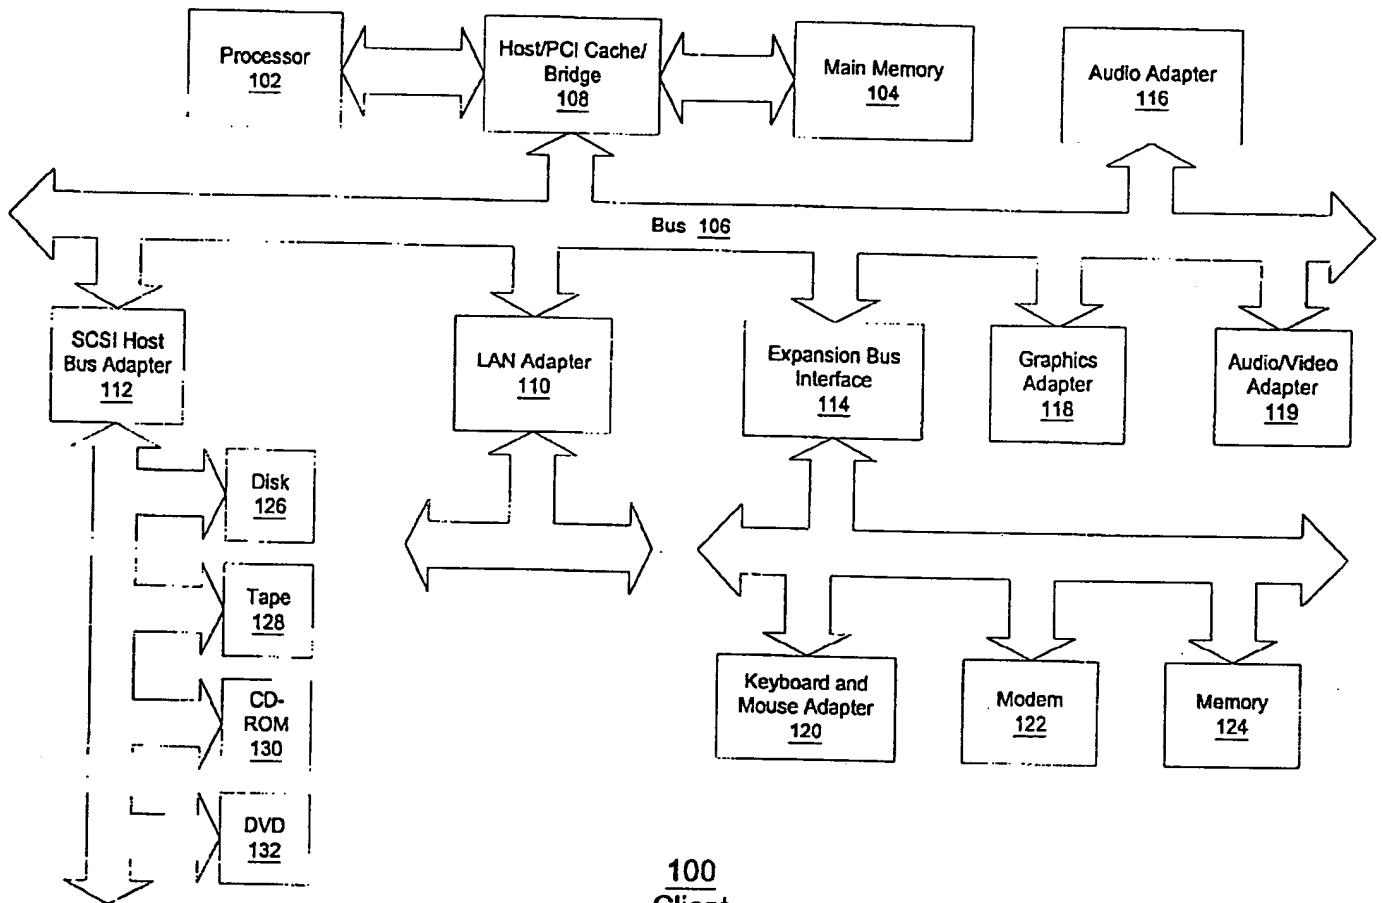 Processor
102
Host/PCI Cache/
Bridge
108
Main Memory
104
Audio Adapter
116
Bus 106
SCSI Host
Bus Adapter
112
LAN Adapter
110
Expansion Bus
Interface
114
Graphics
Adapter
118
Audio/Video
Adapter
119
Disk
126
Tape
128
CD-
ROM
130
DVD
132
Keyboard and
Mouse Adapter
120
Modem
122
Memory
124
100
Client